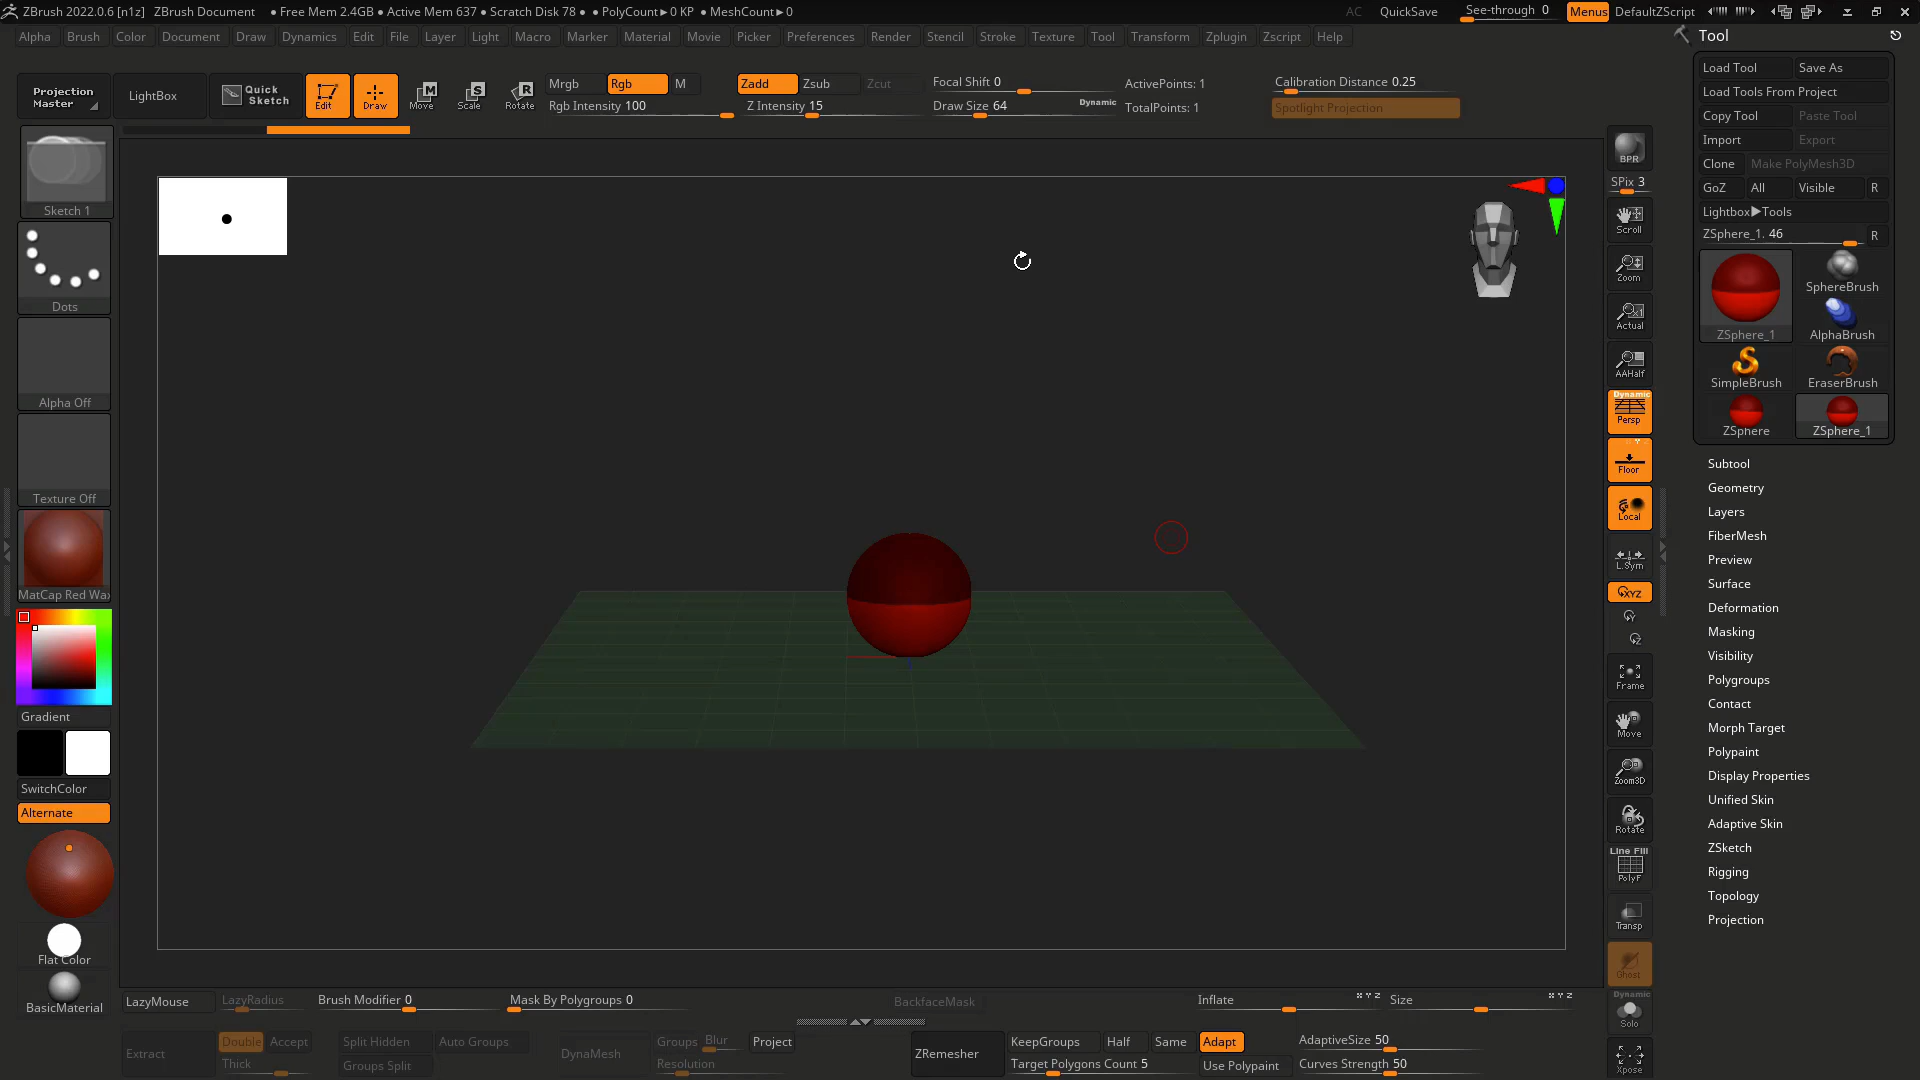 ZBrush 2022.0.6 [n1z] ZBrush Document • Free Mem 2.4GB • Active Mem 637 • Scratch Disk 78 • • PolyCount► 0 KP • MeshCount► 0 AC QuickSave See-through 0 Menus DefaultZScript
Alpha Brush Color Document Draw Dynamics Edit File Layer Light Macro Marker Material Movie Picker Preferences Render Stencil Stroke Texture Tool Transform Zplugin Zscript Help
Projection Master
LightBox
Quick Sketch
Edit
Draw
Move
Scale
Rotate
Mrgb Rgb M
Rgb Intensity 100
Zadd Zsub Zcut
Z Intensity 15
Focal Shift 0
Draw Size 64 Dynamic
ActivePoints: 1
TotalPoints: 1
Calibration Distance 0.25
Spotlight Projection
Sketch 1
Dots
Alpha Off
Texture Off
MatCap Red Wax
Gradient
SwitchColor
Alternate
Flat Color
BasicMaterial
BPR
SPix 3
Scroll
Zoom
Actual
AAHalf
Dynamic
Persp
Floor
Local
L.Sym
XYZ
Frame
Move
Zoom3D
Rotate
Line Fill
PolyF
Transp
Ghost
Dynamic
Solo
Xpose
Tool
Load Tool Save As
Load Tools From Project
Copy Tool Paste Tool
Import Export
Clone Make PolyMesh3D
GoZ All Visible R
Lightbox►Tools
ZSphere_1. 46 R
ZSphere_1
SphereBrush
AlphaBrush
SimpleBrush
EraserBrush
ZSphere
ZSphere_1
Subtool
Geometry
Layers
FiberMesh
Preview
Surface
Deformation
Masking
Visibility
Polygroups
Contact
Morph Target
Polypaint
Display Properties
Unified Skin
Adaptive Skin
ZSketch
Rigging
Topology
Projection
LazyMouse LazyRadius Brush Modifier 0 Mask By Polygroups 0 BackfaceMask Inflate X Y Z Size X Y Z
Extract
Double Accept
Thick
Split Hidden Auto Groups
Groups Split
DynaMesh
Groups Blur Project
Resolution
ZRemesher
KeepGroups Half Same Adapt AdaptiveSize 50
Target Polygons Count 5 Use Polypaint Curves Strength 50